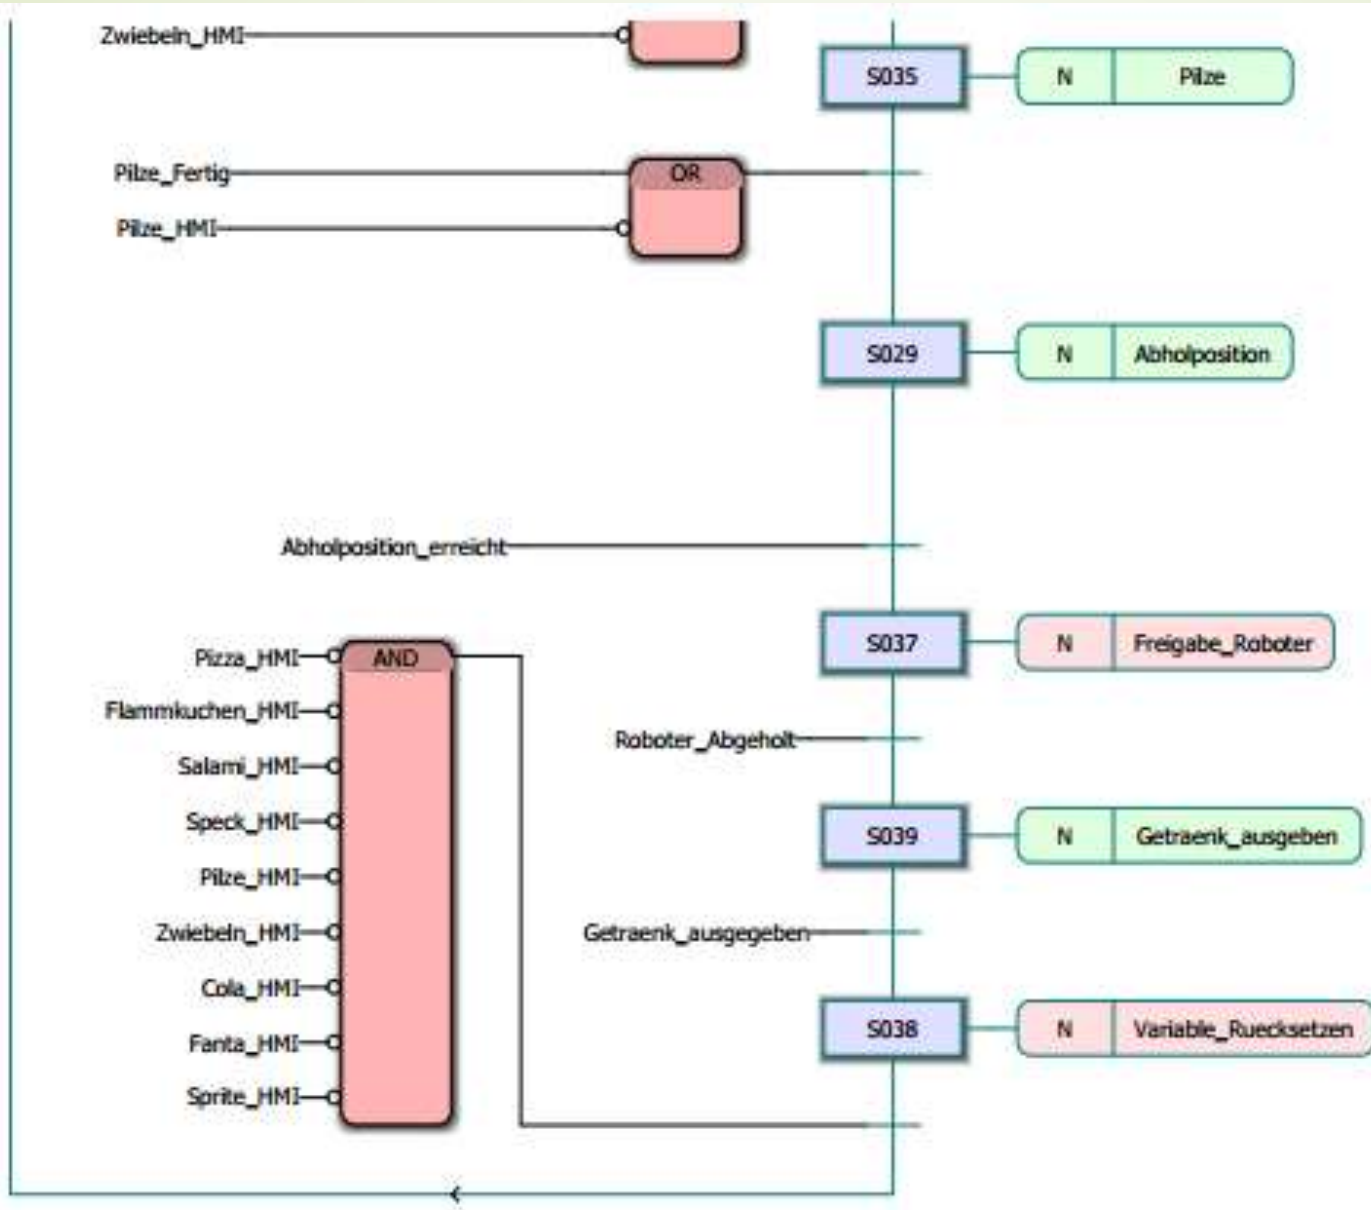 Zwiebeln_HMI
S035 N Pilze
Pilze_Fertig OR
Pilze_HMI
S029 N Abholposition
Abholposition_erreicht
S037 N Freigabe_Roboter
Pizza_HMI AND
Flammkuchen_HMI
Roboter_Abgeholt
Salami_HMI
Speck_HMI
S039 N Getraenk_ausgeben
Pilze_HMI
Zwiebeln_HMI
Getraenk_ausgegeben
Cola_HMI
S038 N Variable_Ruecksetzen
Fanta_HMI
Sprite_HMI